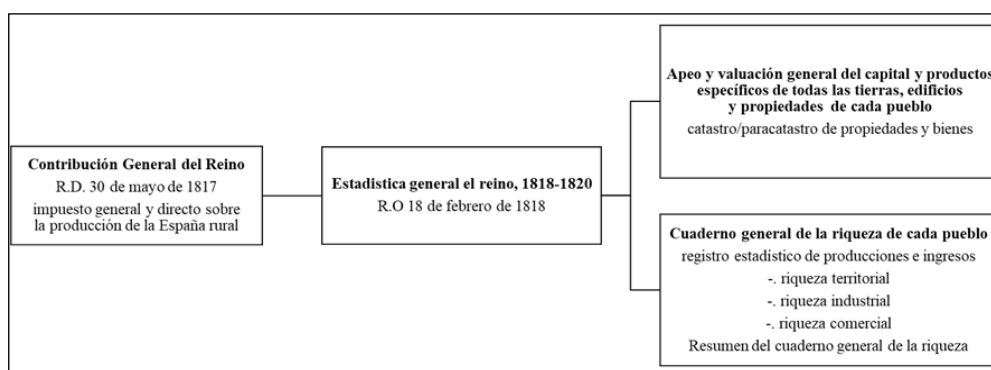 Contribución General del Reino
R.D. 30 de mayo de 1817
impuesto general y directo sobre
la producción de la España rural
Estadistica general el reino, 1818-1820
R.O 18 de febrero de 1818
Apeo y valuación general del capital y productos
específicos de todas las tierras, edificios
y propiedades de cada pueblo
catastro/paracatastro de propiedades y bienes
Cuaderno general de la riqueza de cada pueblo
registro estadístico de producciones e ingresos
-. riqueza territorial
-. riqueza industrial
-. riqueza comercial
Resumen del cuaderno general de la riqueza